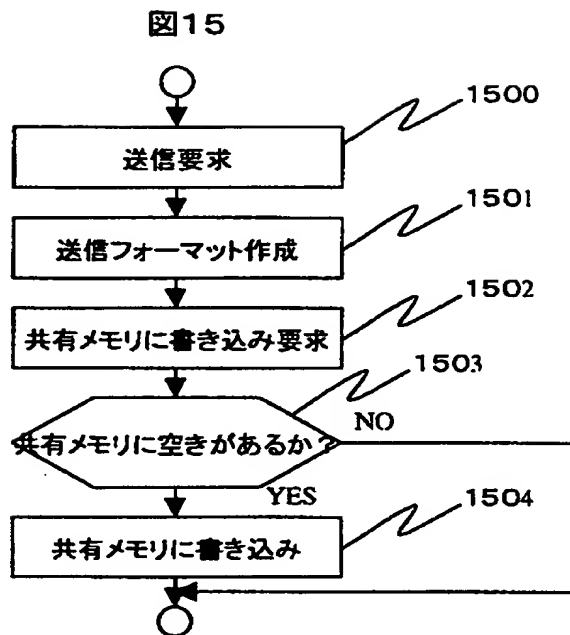 図15
1500
送信要求
1501
送信フォーマット作成
1502
共有メモリに書き込み要求
1503
共有メモリに空きがあるか?
NO
YES
1504
共有メモリに書き込み